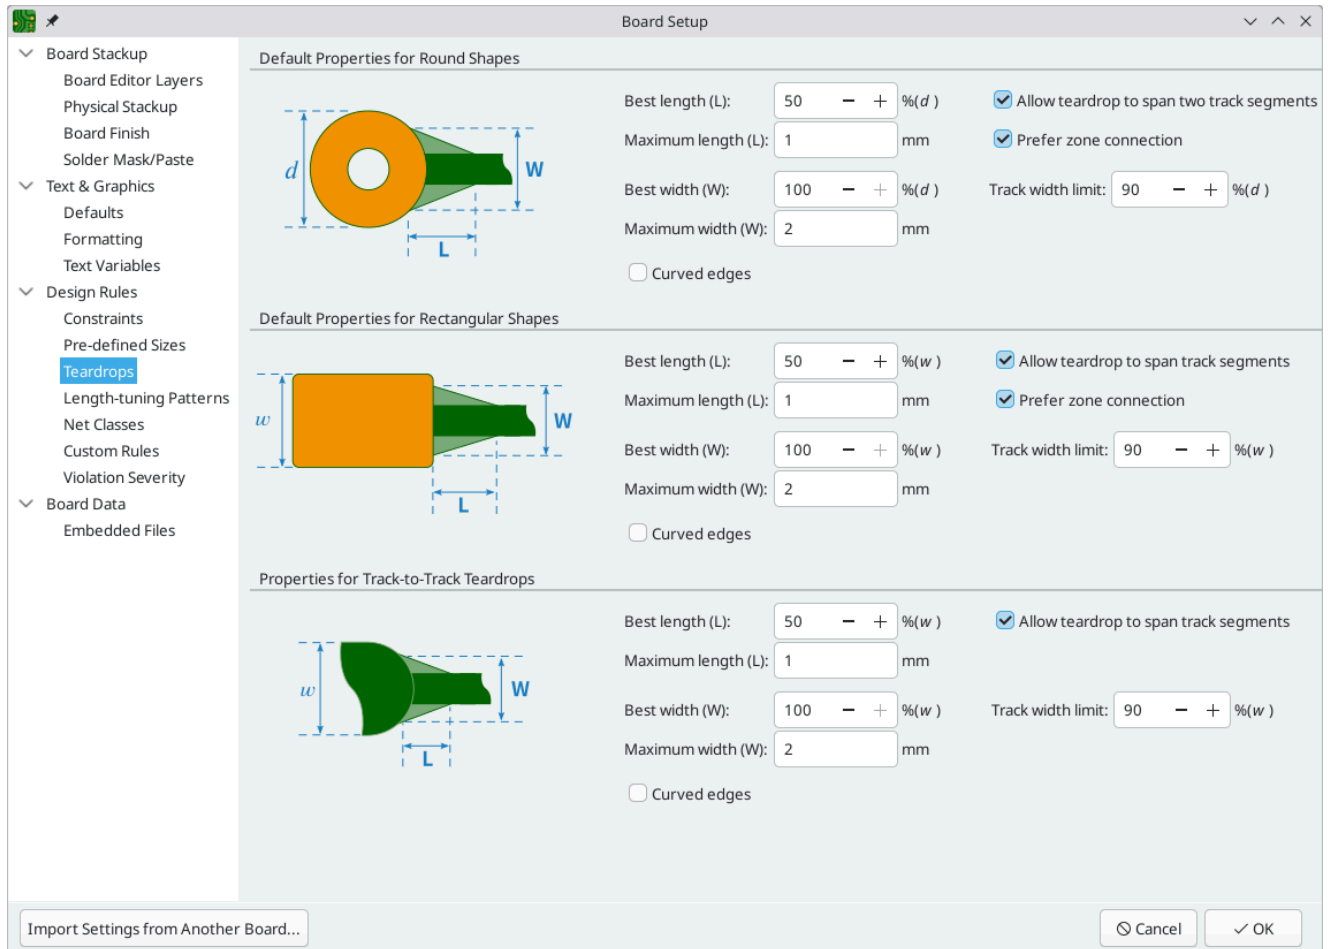 Board Setup
Board Stackup
Board Editor Layers
Physical Stackup
Board Finish
Solder Mask/Paste
Text & Graphics
Defaults
Formatting
Text Variables
Design Rules
Constraints
Pre-defined Sizes
Teardrops
Length-tuning Patterns
Net Classes
Custom Rules
Violation Severity
Board Data
Embedded Files
Default Properties for Round Shapes
d
W
L
Best length (L): 50 − + %(d )
Allow teardrop to span two track segments
Maximum length (L): 1 mm
Prefer zone connection
Best width (W): 100 − + %(d )
Track width limit: 90 − + %(d )
Maximum width (W): 2 mm
Curved edges
Default Properties for Rectangular Shapes
w
W
L
Best length (L): 50 − + %(w )
Allow teardrop to span track segments
Maximum length (L): 1 mm
Prefer zone connection
Best width (W): 100 − + %(w )
Track width limit: 90 − + %(w )
Maximum width (W): 2 mm
Curved edges
Properties for Track-to-Track Teardrops
w
W
L
Best length (L): 50 − + %(w )
Allow teardrop to span track segments
Maximum length (L): 1 mm
Best width (W): 100 − + %(w )
Track width limit: 90 − + %(w )
Maximum width (W): 2 mm
Curved edges
Import Settings from Another Board...
Cancel
OK